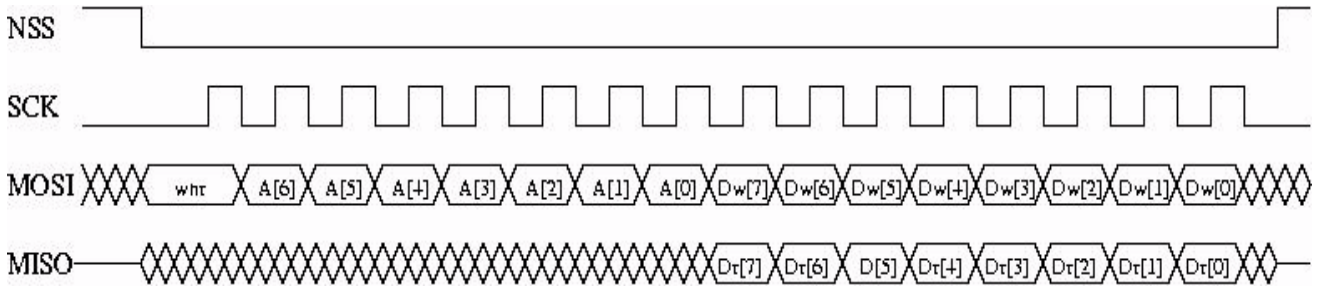 NSS
SCK
MOSI whr A[6] A[5] A[4] A[3] A[2] A[1] A[0] Dw[7] Dw[6] Dw[5] Dw[4] Dw[3] Dw[2] Dw[1] Dw[0]
MISO Dr[7] Dr[6] D[5] Dr[4] Dr[3] Dr[2] Dr[1] Dr[0]